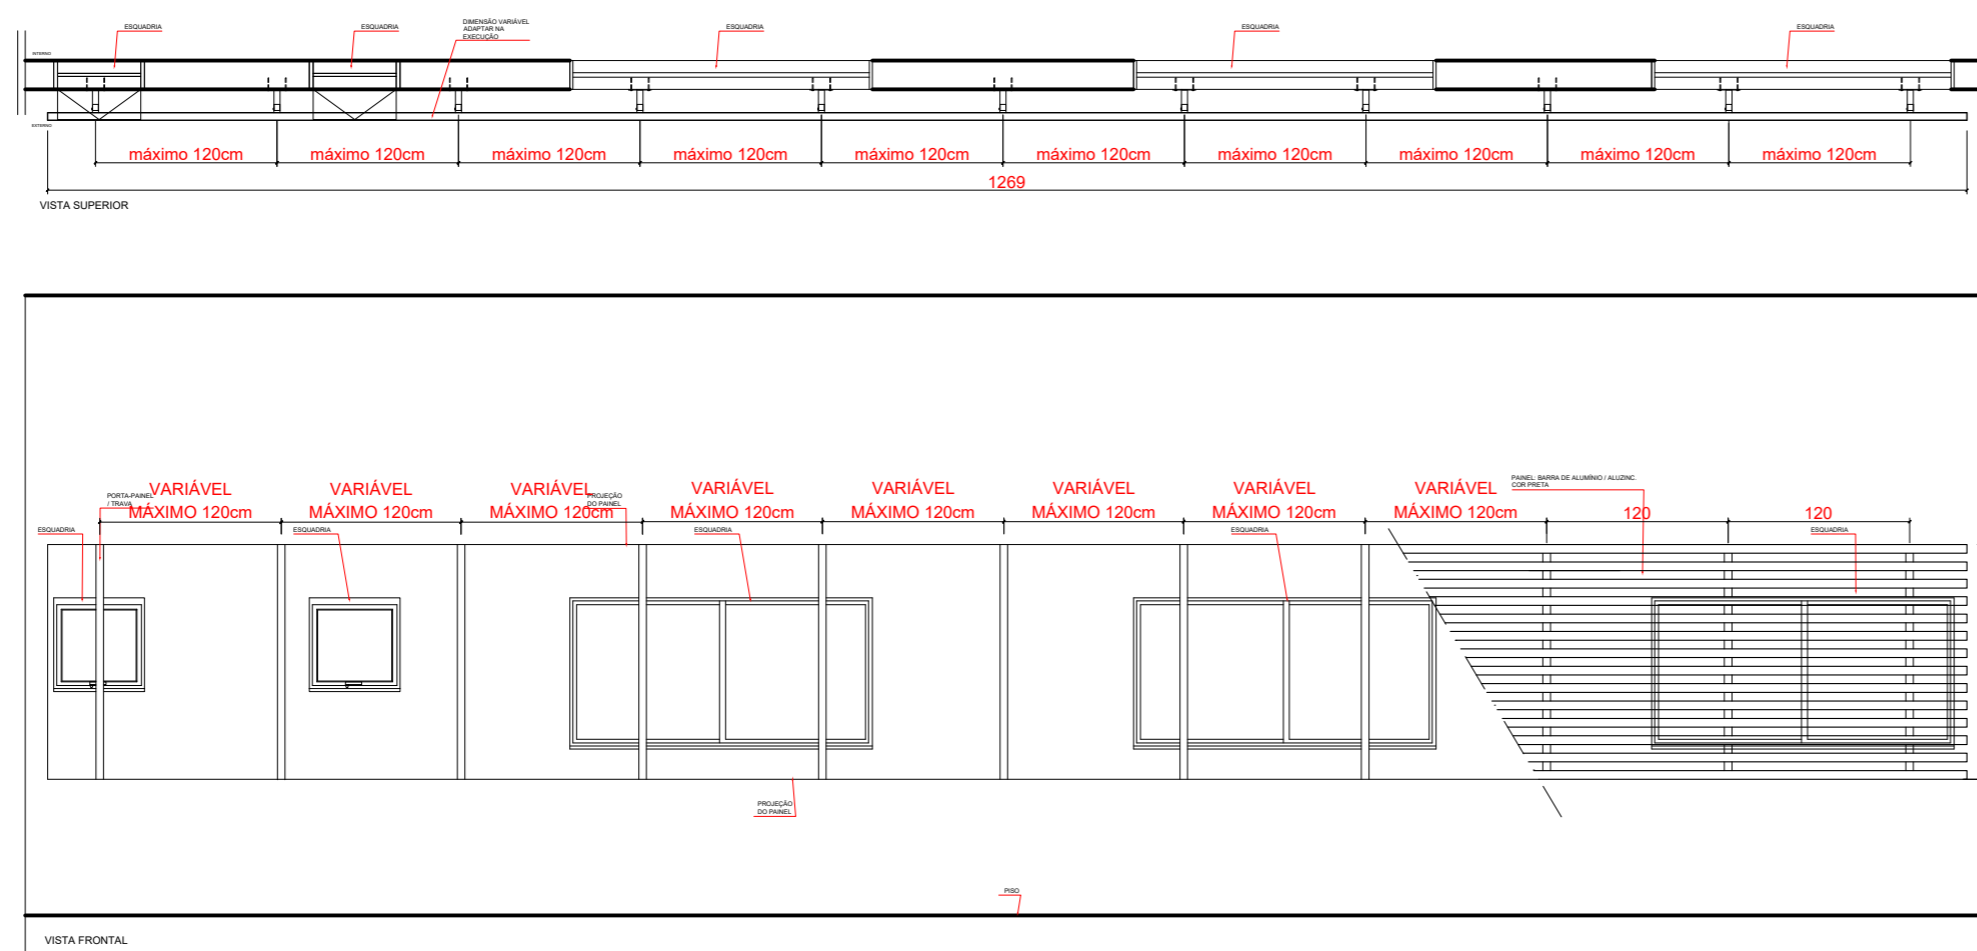 ESQUADRIA
ESQUADRIA
DIMENSÃO VARIÁVEL
ADAPTAR NA
EXECUÇÃO
ESQUADRIA
ESQUADRIA
ESQUADRIA
INTERNO
EXTERNO
máximo 120cm
máximo 120cm
máximo 120cm
máximo 120cm
máximo 120cm
máximo 120cm
máximo 120cm
máximo 120cm
máximo 120cm
máximo 120cm
1269
VISTA SUPERIOR
PORTA-PAINEL
/ TRAVA
VARIÁVEL
MÁXIMO 120cm
VARIÁVEL
MÁXIMO 120cm
VARIÁVEL
MÁXIMO 120cm
PROJEÇÃO
DO PAINEL
VARIÁVEL
MÁXIMO 120cm
VARIÁVEL
MÁXIMO 120cm
VARIÁVEL
MÁXIMO 120cm
VARIÁVEL
MÁXIMO 120cm
VARIÁVEL
MÁXIMO 120cm
PAINEL: BARRA DE ALUMÍNIO / ALUZINC.
COR PRETA
120
120
ESQUADRIA
ESQUADRIA
ESQUADRIA
ESQUADRIA
ESQUADRIA
PROJEÇÃO
DO PAINEL
PISO
VISTA FRONTAL